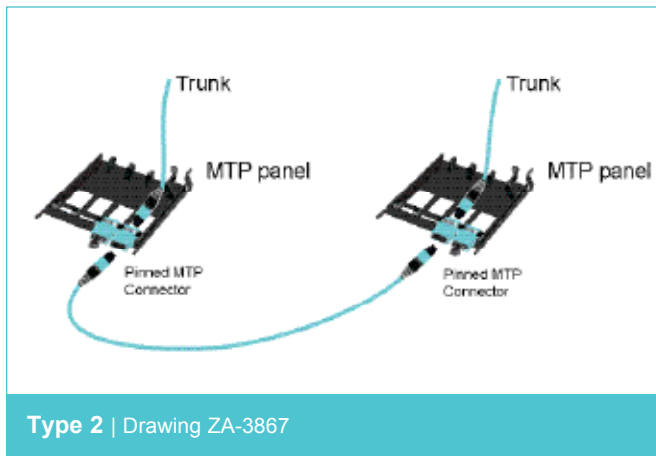 Trunk
Trunk
MTP panel
MTP panel
Pinned MTP
Connector
Pinned MTP
Connector
Type 2 | Drawing ZA-3867